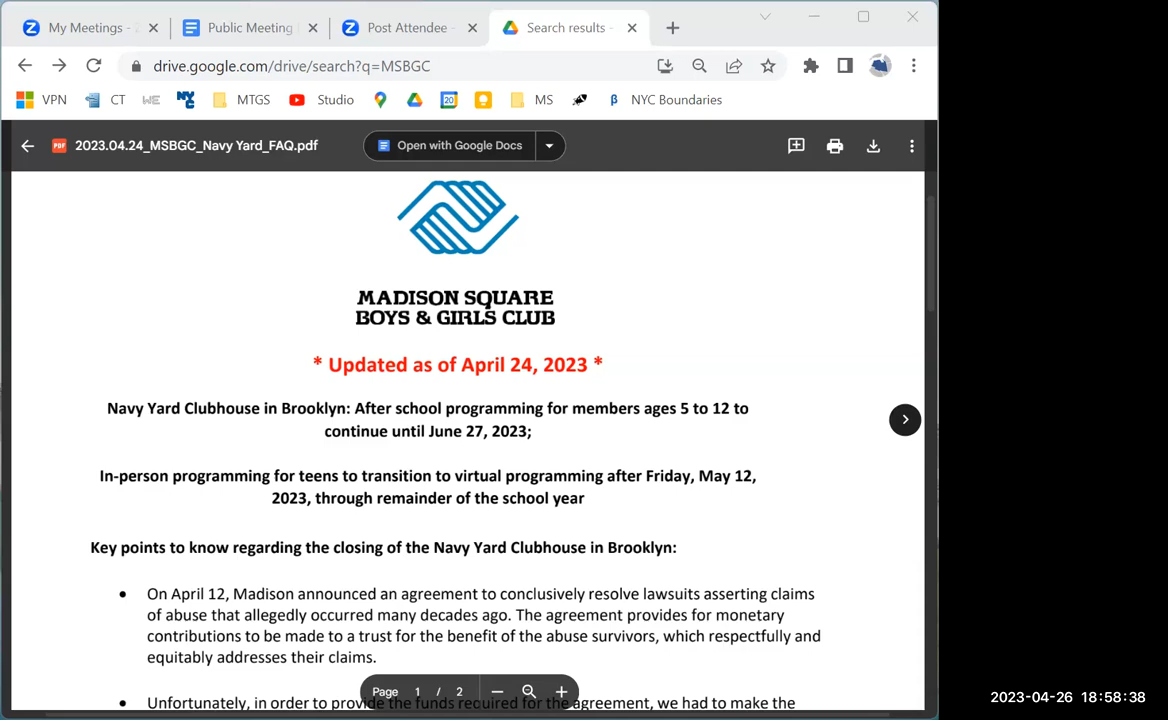 My Meetings -
Public Meeting
Post Attendee -
Search results -
drive.google.com/drive/search?q=MSBGC
VPN
CT
WE
NYC
MTGS
Studio
20
MS
β
NYC Boundaries
PDF
2023.04.24_MSBGC_Navy Yard_FAQ.pdf
Open with Google Docs
MADISON SQUARE
BOYS & GIRLS CLUB
* Updated as of April 24, 2023 *
Navy Yard Clubhouse in Brooklyn: After school programming for members ages 5 to 12 to
continue until June 27, 2023;
In-person programming for teens to transition to virtual programming after Friday, May 12,
2023, through remainder of the school year
Key points to know regarding the closing of the Navy Yard Clubhouse in Brooklyn:
• On April 12, Madison announced an agreement to conclusively resolve lawsuits asserting claims
of abuse that allegedly occurred many decades ago. The agreement provides for monetary
contributions to be made to a trust for the benefit of the abuse survivors, which respectfully and
equitably addresses their claims.
Page 1 / 2
• Unfortunately, in order to provide the funds required for the agreement, we had to make the
2023-04-26 18:58:38